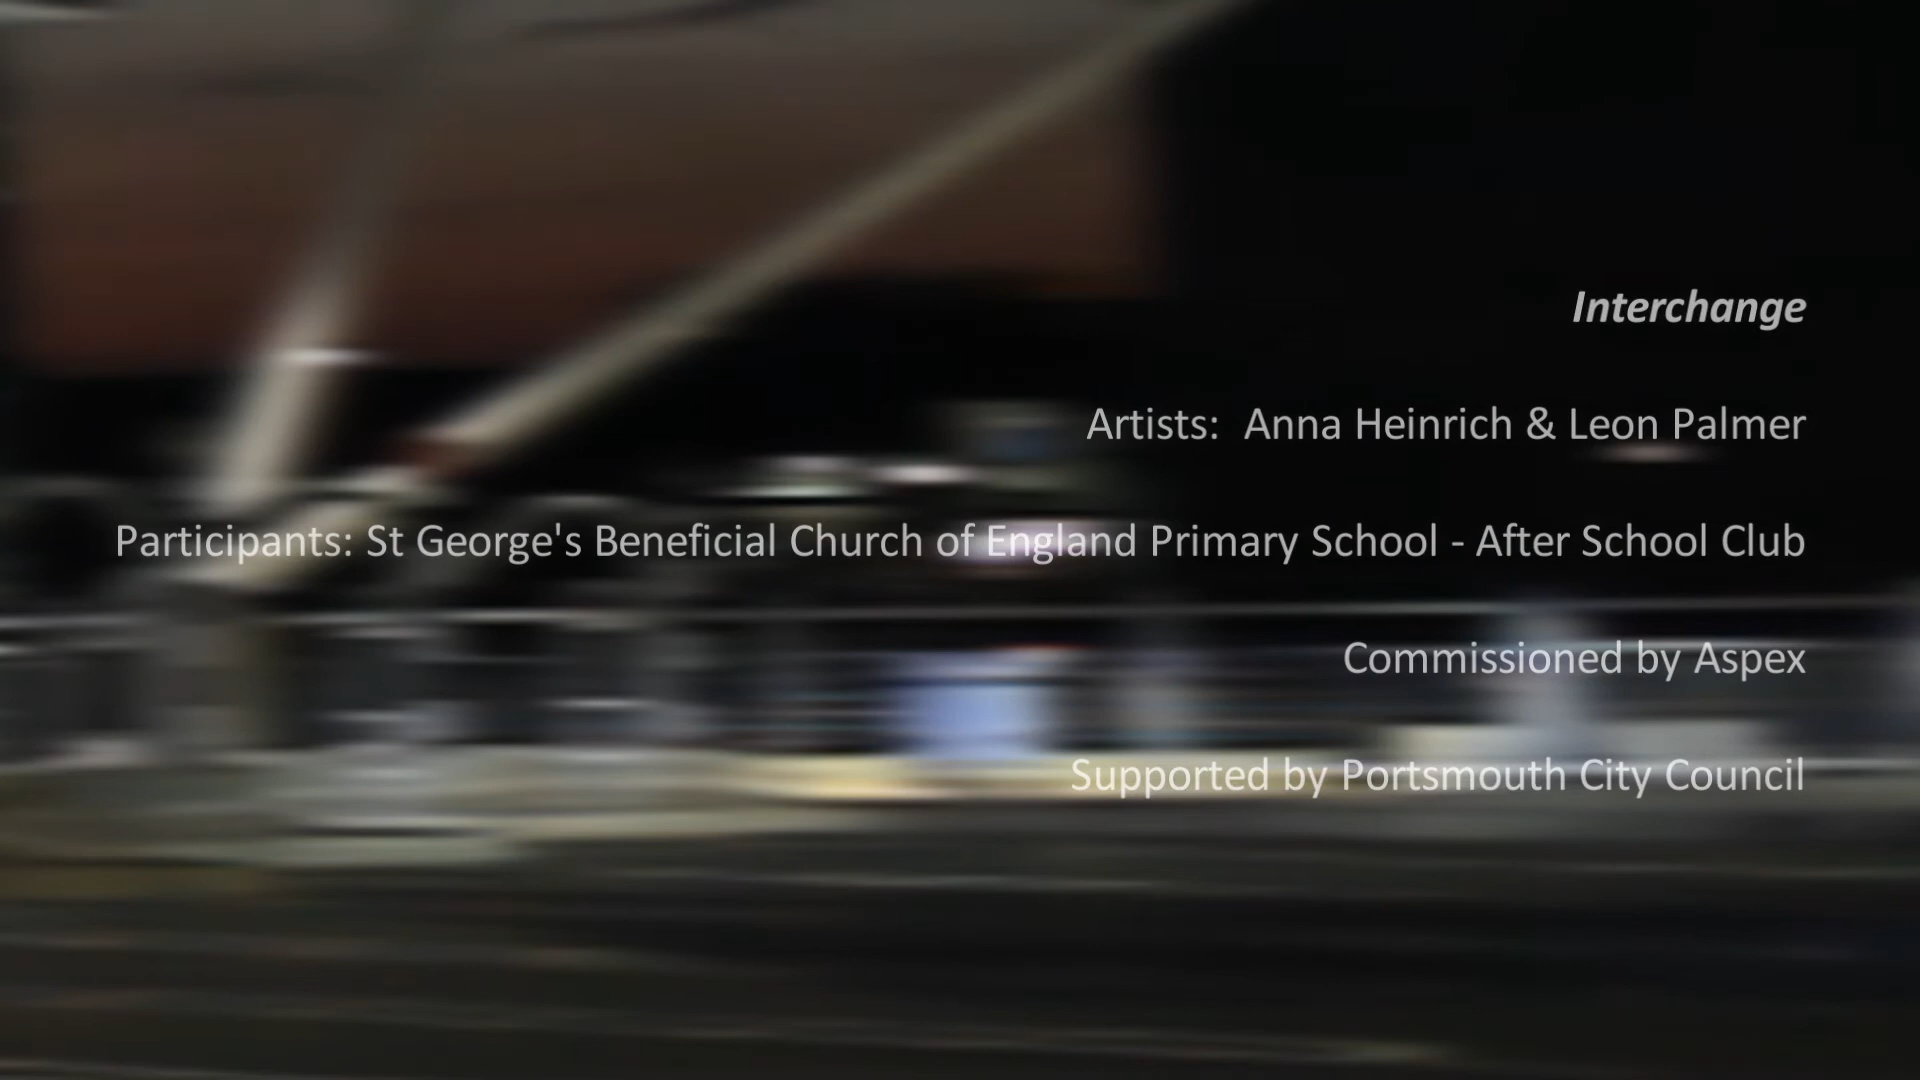 Interchange
Artists:  Anna Heinrich & Leon Palmer
Participants: St George's Beneficial Church of England Primary School - After School Club
Commissioned by Aspex
Supported by Portsmouth City Council